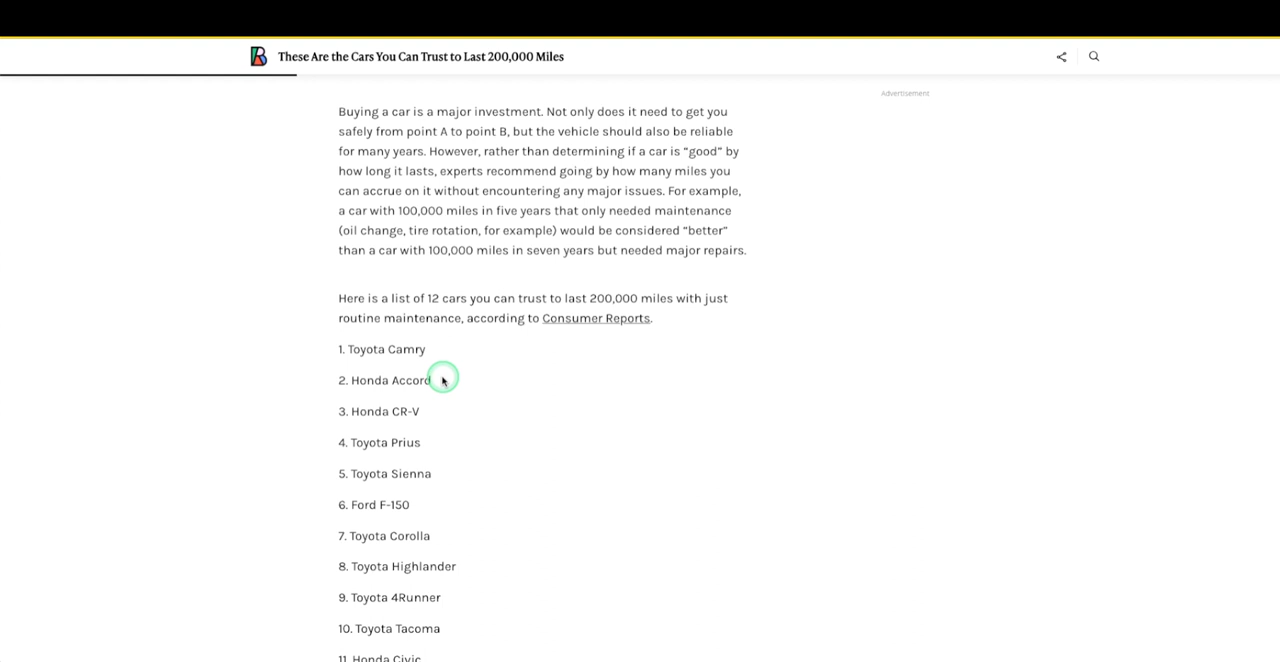 These Are the Cars You Can Trust to Last 200,000 Miles
Advertisement
Buying a car is a major investment. Not only does it need to get you
safely from point A to point B, but the vehicle should also be reliable
for many years. However, rather than determining if a car is “good” by
how long it lasts, experts recommend going by how many miles you
can accrue on it without encountering any major issues. For example,
a car with 100,000 miles in five years that only needed maintenance
(oil change, tire rotation, for example) would be considered “better”
than a car with 100,000 miles in seven years but needed major repairs.
Here is a list of 12 cars you can trust to last 200,000 miles with just
routine maintenance, according to Consumer Reports.
1. Toyota Camry
2. Honda Accord
3. Honda CR-V
4. Toyota Prius
5. Toyota Sienna
6. Ford F-150
7. Toyota Corolla
8. Toyota Highlander
9. Toyota 4Runner
10. Toyota Tacoma
11. Honda Civic